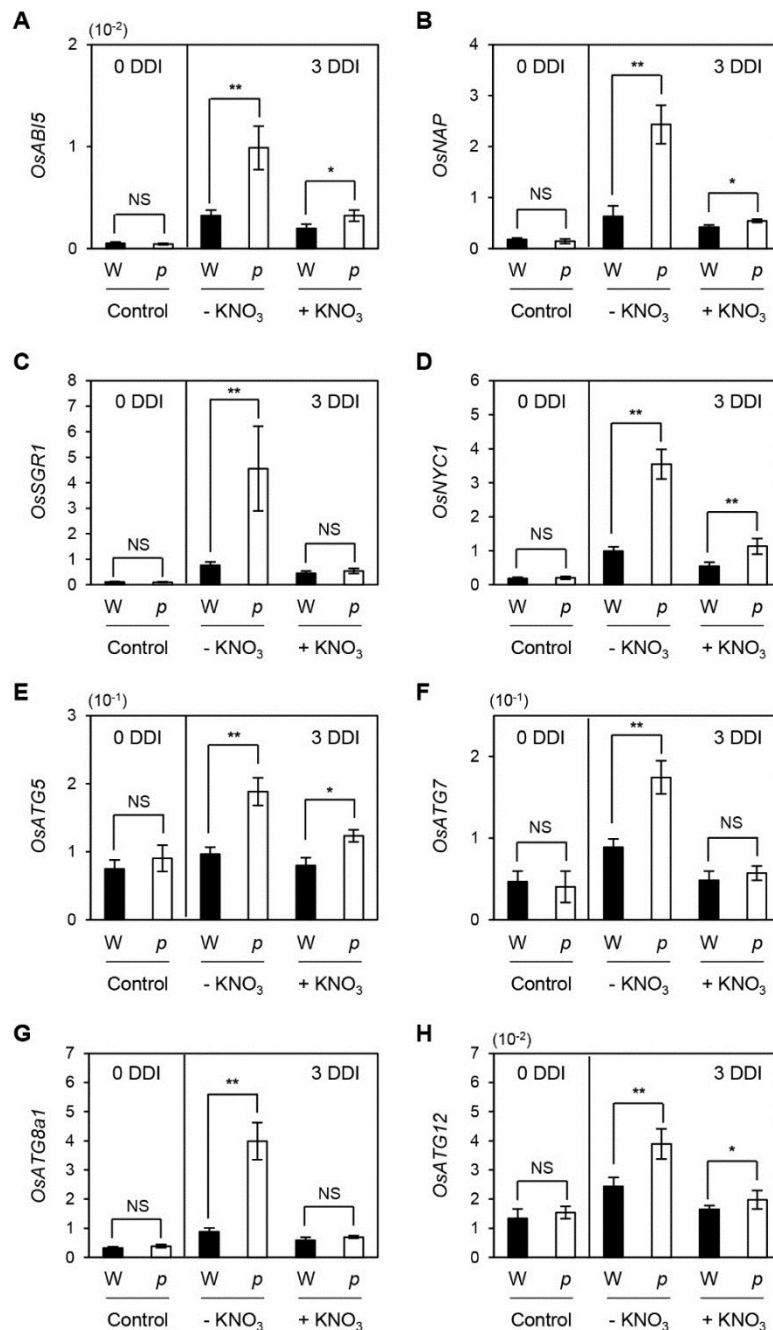 A
(10-2)
2
1
0
OsABI5
0 DDI
3 DDI
NS
**
*
W p W p W p
Control - KNO3 + KNO3
B
4
3
2
1
0
OsNAP
0 DDI
3 DDI
NS
**
*
W p W p W p
Control - KNO3 + KNO3
C
8
7
6
5
4
3
2
1
0
OsSGR1
0 DDI
3 DDI
NS
**
NS
W p W p W p
Control - KNO3 + KNO3
D
6
5
4
3
2
1
0
OsNYC1
0 DDI
3 DDI
NS
**
**
W p W p W p
Control - KNO3 + KNO3
E
(10-1)
3
2
1
0
OsATG5
0 DDI
3 DDI
NS
**
*
W p W p W p
Control - KNO3 + KNO3
F
(10-1)
2
1
0
OsATG7
0 DDI
3 DDI
NS
**
NS
W p W p W p
Control - KNO3 + KNO3
G
7
6
5
4
3
2
1
0
OsATG8a1
0 DDI
3 DDI
NS
**
NS
W p W p W p
Control - KNO3 + KNO3
H
(10-2)
7
6
5
4
3
2
1
0
OsATG12
0 DDI
3 DDI
NS
**
*
W p W p W p
Control - KNO3 + KNO3